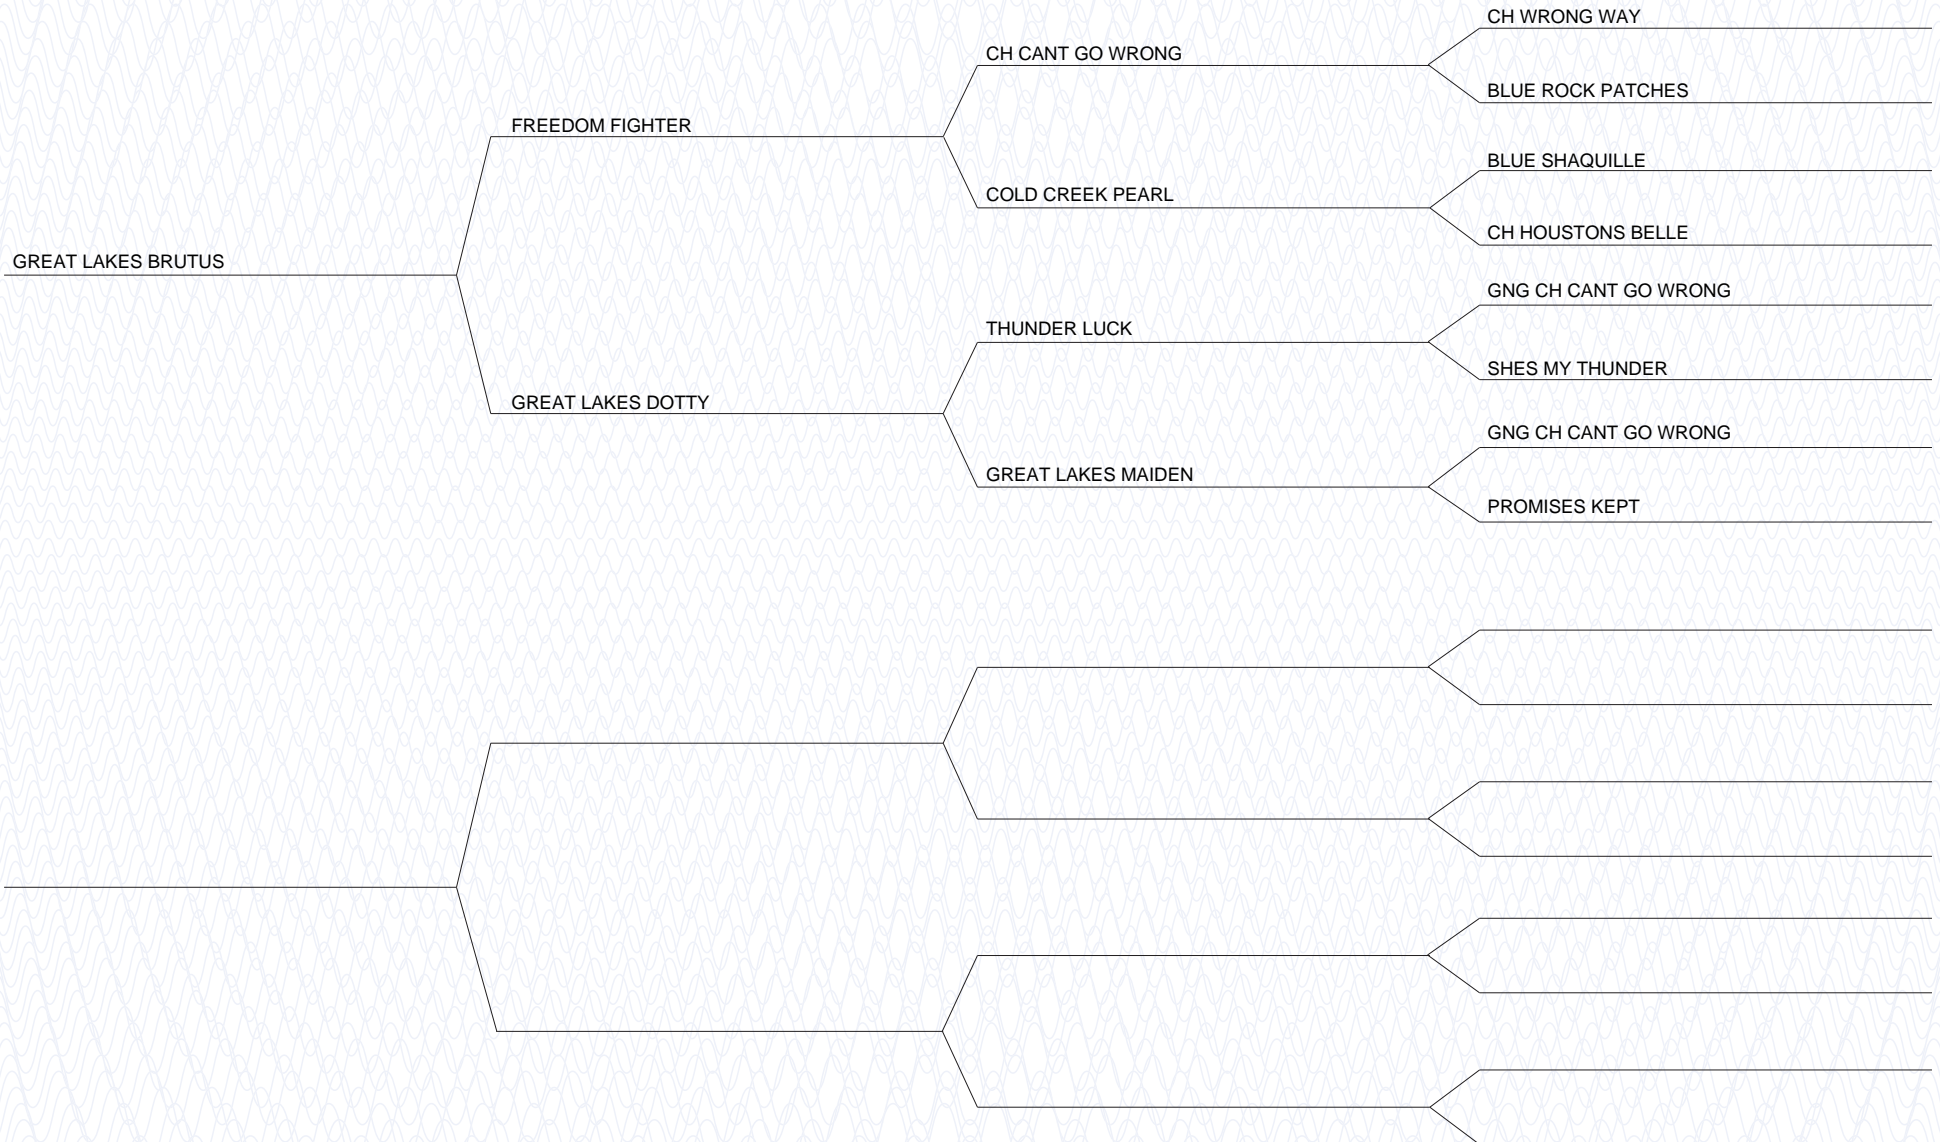 CH WRONG WAY
CH CANT GO WRONG
BLUE ROCK PATCHES
FREEDOM FIGHTER
BLUE SHAQUILLE
COLD CREEK PEARL
CH HOUSTONS BELLE
GREAT LAKES BRUTUS
GNG CH CANT GO WRONG
THUNDER LUCK
SHES MY THUNDER
GREAT LAKES DOTTY
GNG CH CANT GO WRONG
GREAT LAKES MAIDEN
PROMISES KEPT